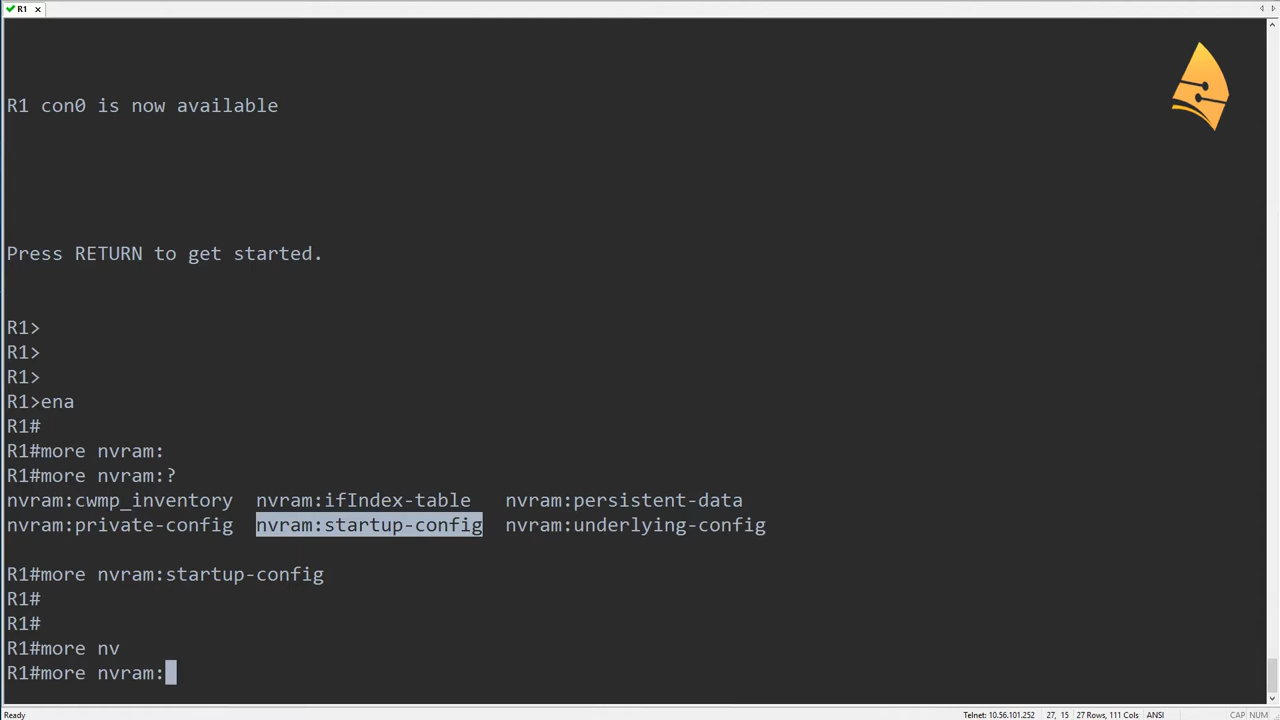 R1
R1 con0 is now available
Press RETURN to get started.
R1>
R1>
R1>
R1>ena
R1#
R1#more nvram:
R1#more nvram:?
nvram:cwmp_inventory  nvram:ifIndex-table   nvram:persistent-data
nvram:private-config  nvram:startup-config  nvram:underlying-config
R1#more nvram:startup-config
R1#
R1#
R1#more nv
R1#more nvram:
Ready Telnet: 10.56.101.252 27, 15 27 Rows, 111 Cols ANSI CAP NUM